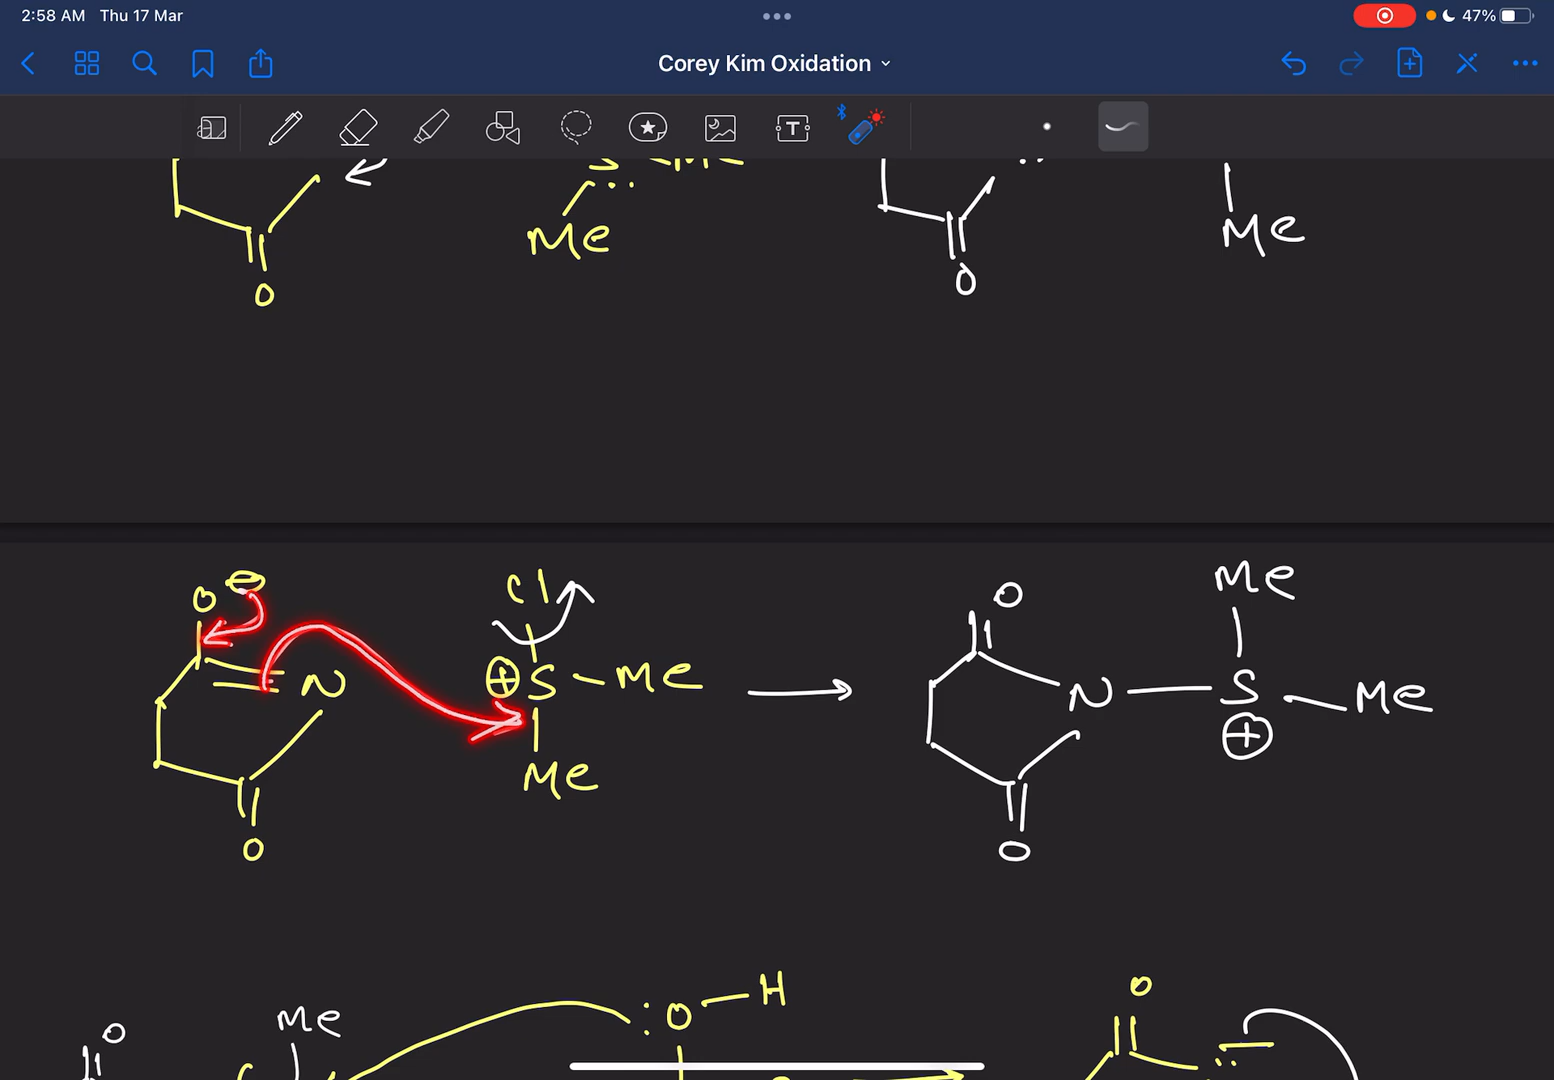 2:58 AM Thu 17 Mar
47%
Corey Kim Oxidation
T
Me
O
O
Me
O ⊖
Cl
N
⊕ S – Me
Me
O
O
Me
N — S — Me
⊕
O
O
Me
: O – H
O